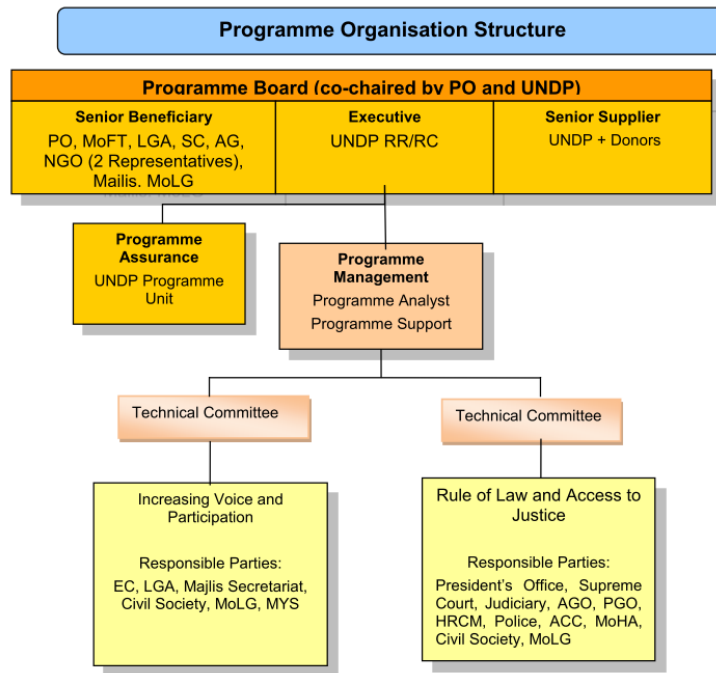 Programme Organisation Structure
Programme Board (co-chaired by PO and UNDP)
Senior Beneficiary
PO, MoFT, LGA, SC, AG,
NGO (2 Representatives),
Majlis. MoLG
Executive
UNDP RR/RC
Senior Supplier
UNDP + Donors
Programme
Assurance
UNDP Programme
Unit
Programme
Management
Programme Analyst
Programme Support
Technical Committee
Technical Committee
Increasing Voice and
Participation
Responsible Parties:
EC, LGA, Majlis Secretariat,
Civil Society, MoLG, MYS
Rule of Law and Access to
Justice
Responsible Parties:
President's Office, Supreme
Court, Judiciary, AGO, PGO,
HRCM, Police, ACC, MoHA,
Civil Society, MoLG